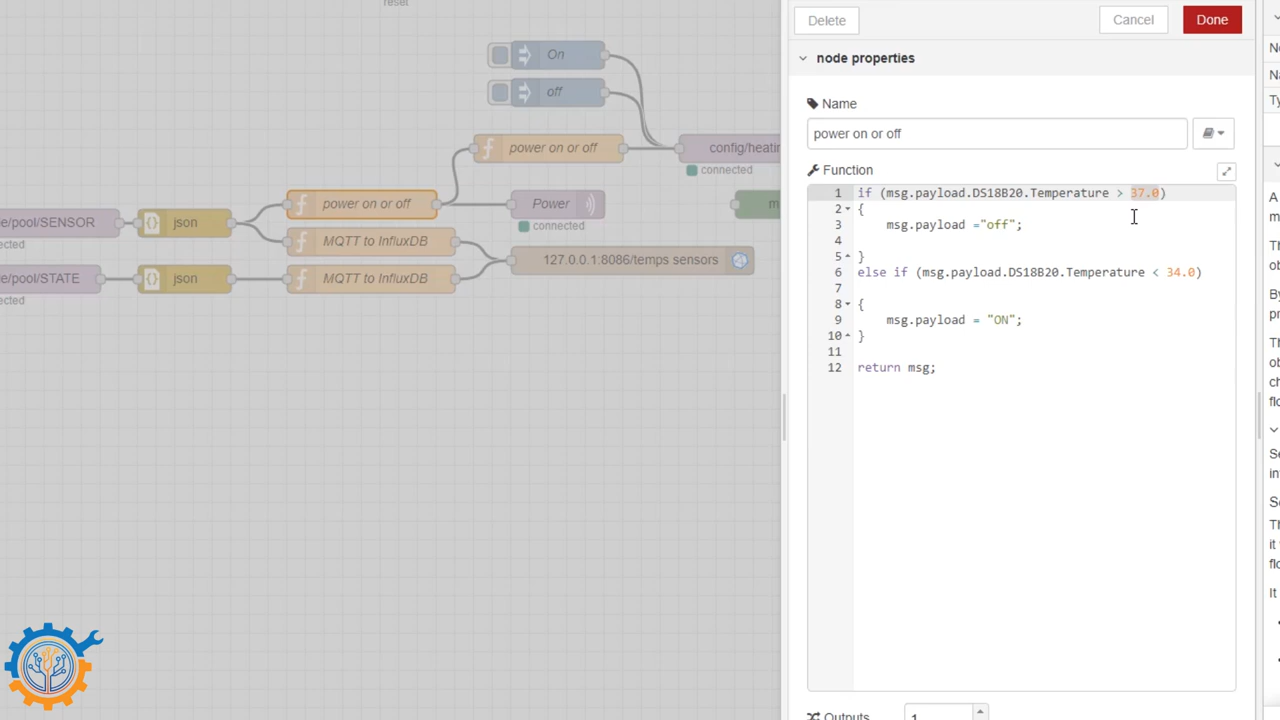 reset
Delete
Cancel
Done
node properties
Name
power on or off
Function
1 if (msg.payload.DS18B20.Temperature > 37.0)
2 {
3 msg.payload ="off";
4
5 }
6 else if (msg.payload.DS18B20.Temperature < 34.0)
7
8 {
9 msg.payload = "ON";
10 }
11
12 return msg;
Outputs
1
On
off
power on or off
config/heatin
connected
e/pool/SENSOR
json
power on or off
Power
connected
m
MQTT to InfluxDB
127.0.0.1:8086/temps sensors
e/pool/STATE
json
MQTT to InfluxDB